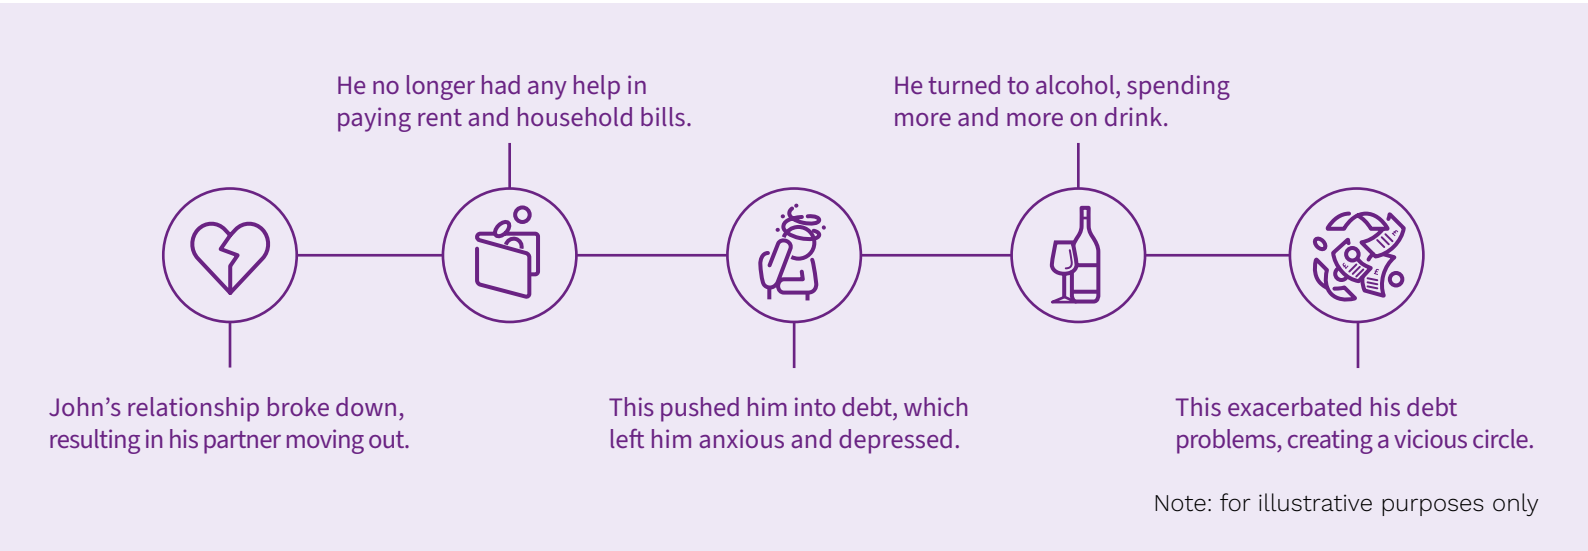 John’s relationship broke down,
resulting in his partner moving out.
He no longer had any help in
paying rent and household bills.
This pushed him into debt, which
left him anxious and depressed.
He turned to alcohol, spending
more and more on drink.
This exacerbated his debt
problems, creating a vicious circle.
Note: for illustrative purposes only